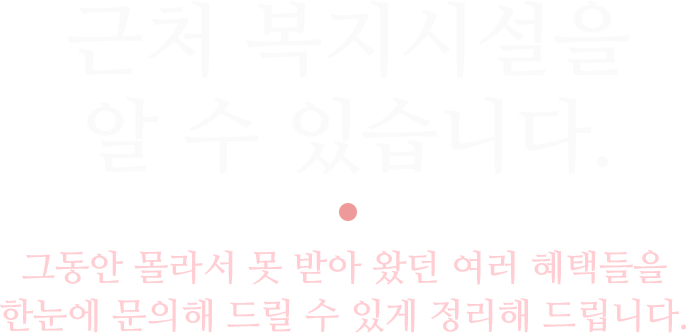 근처 복지시설을
알 수 있습니다.
그동안 몰라서 못 받아 왔던 여러 혜택들을
한눈에 문의해 드릴 수 있게 정리해 드립니다.